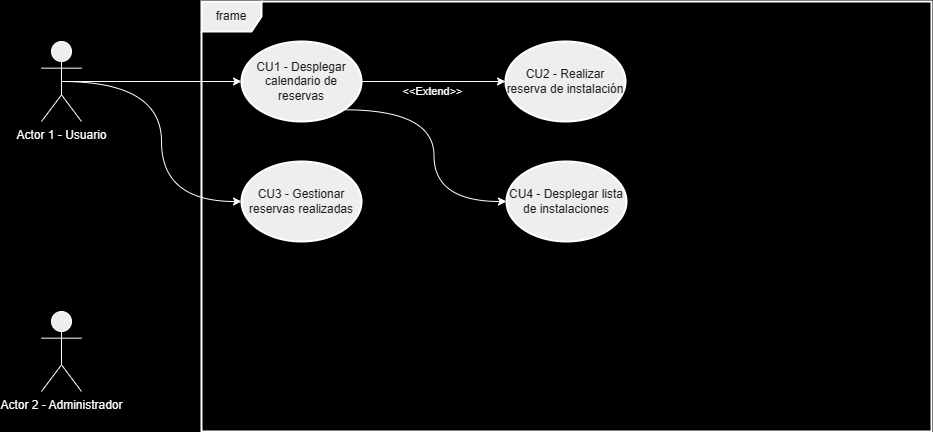 frame
CU1 - Desplegar
calendario de
reservas
CU2 - Realizar
reserva de instalación
<<Extend>>
Actor 1 - Usuario
CU3 - Gestionar
reservas realizadas
CU4 - Desplegar lista
de instalaciones
Actor 2 - Administrador